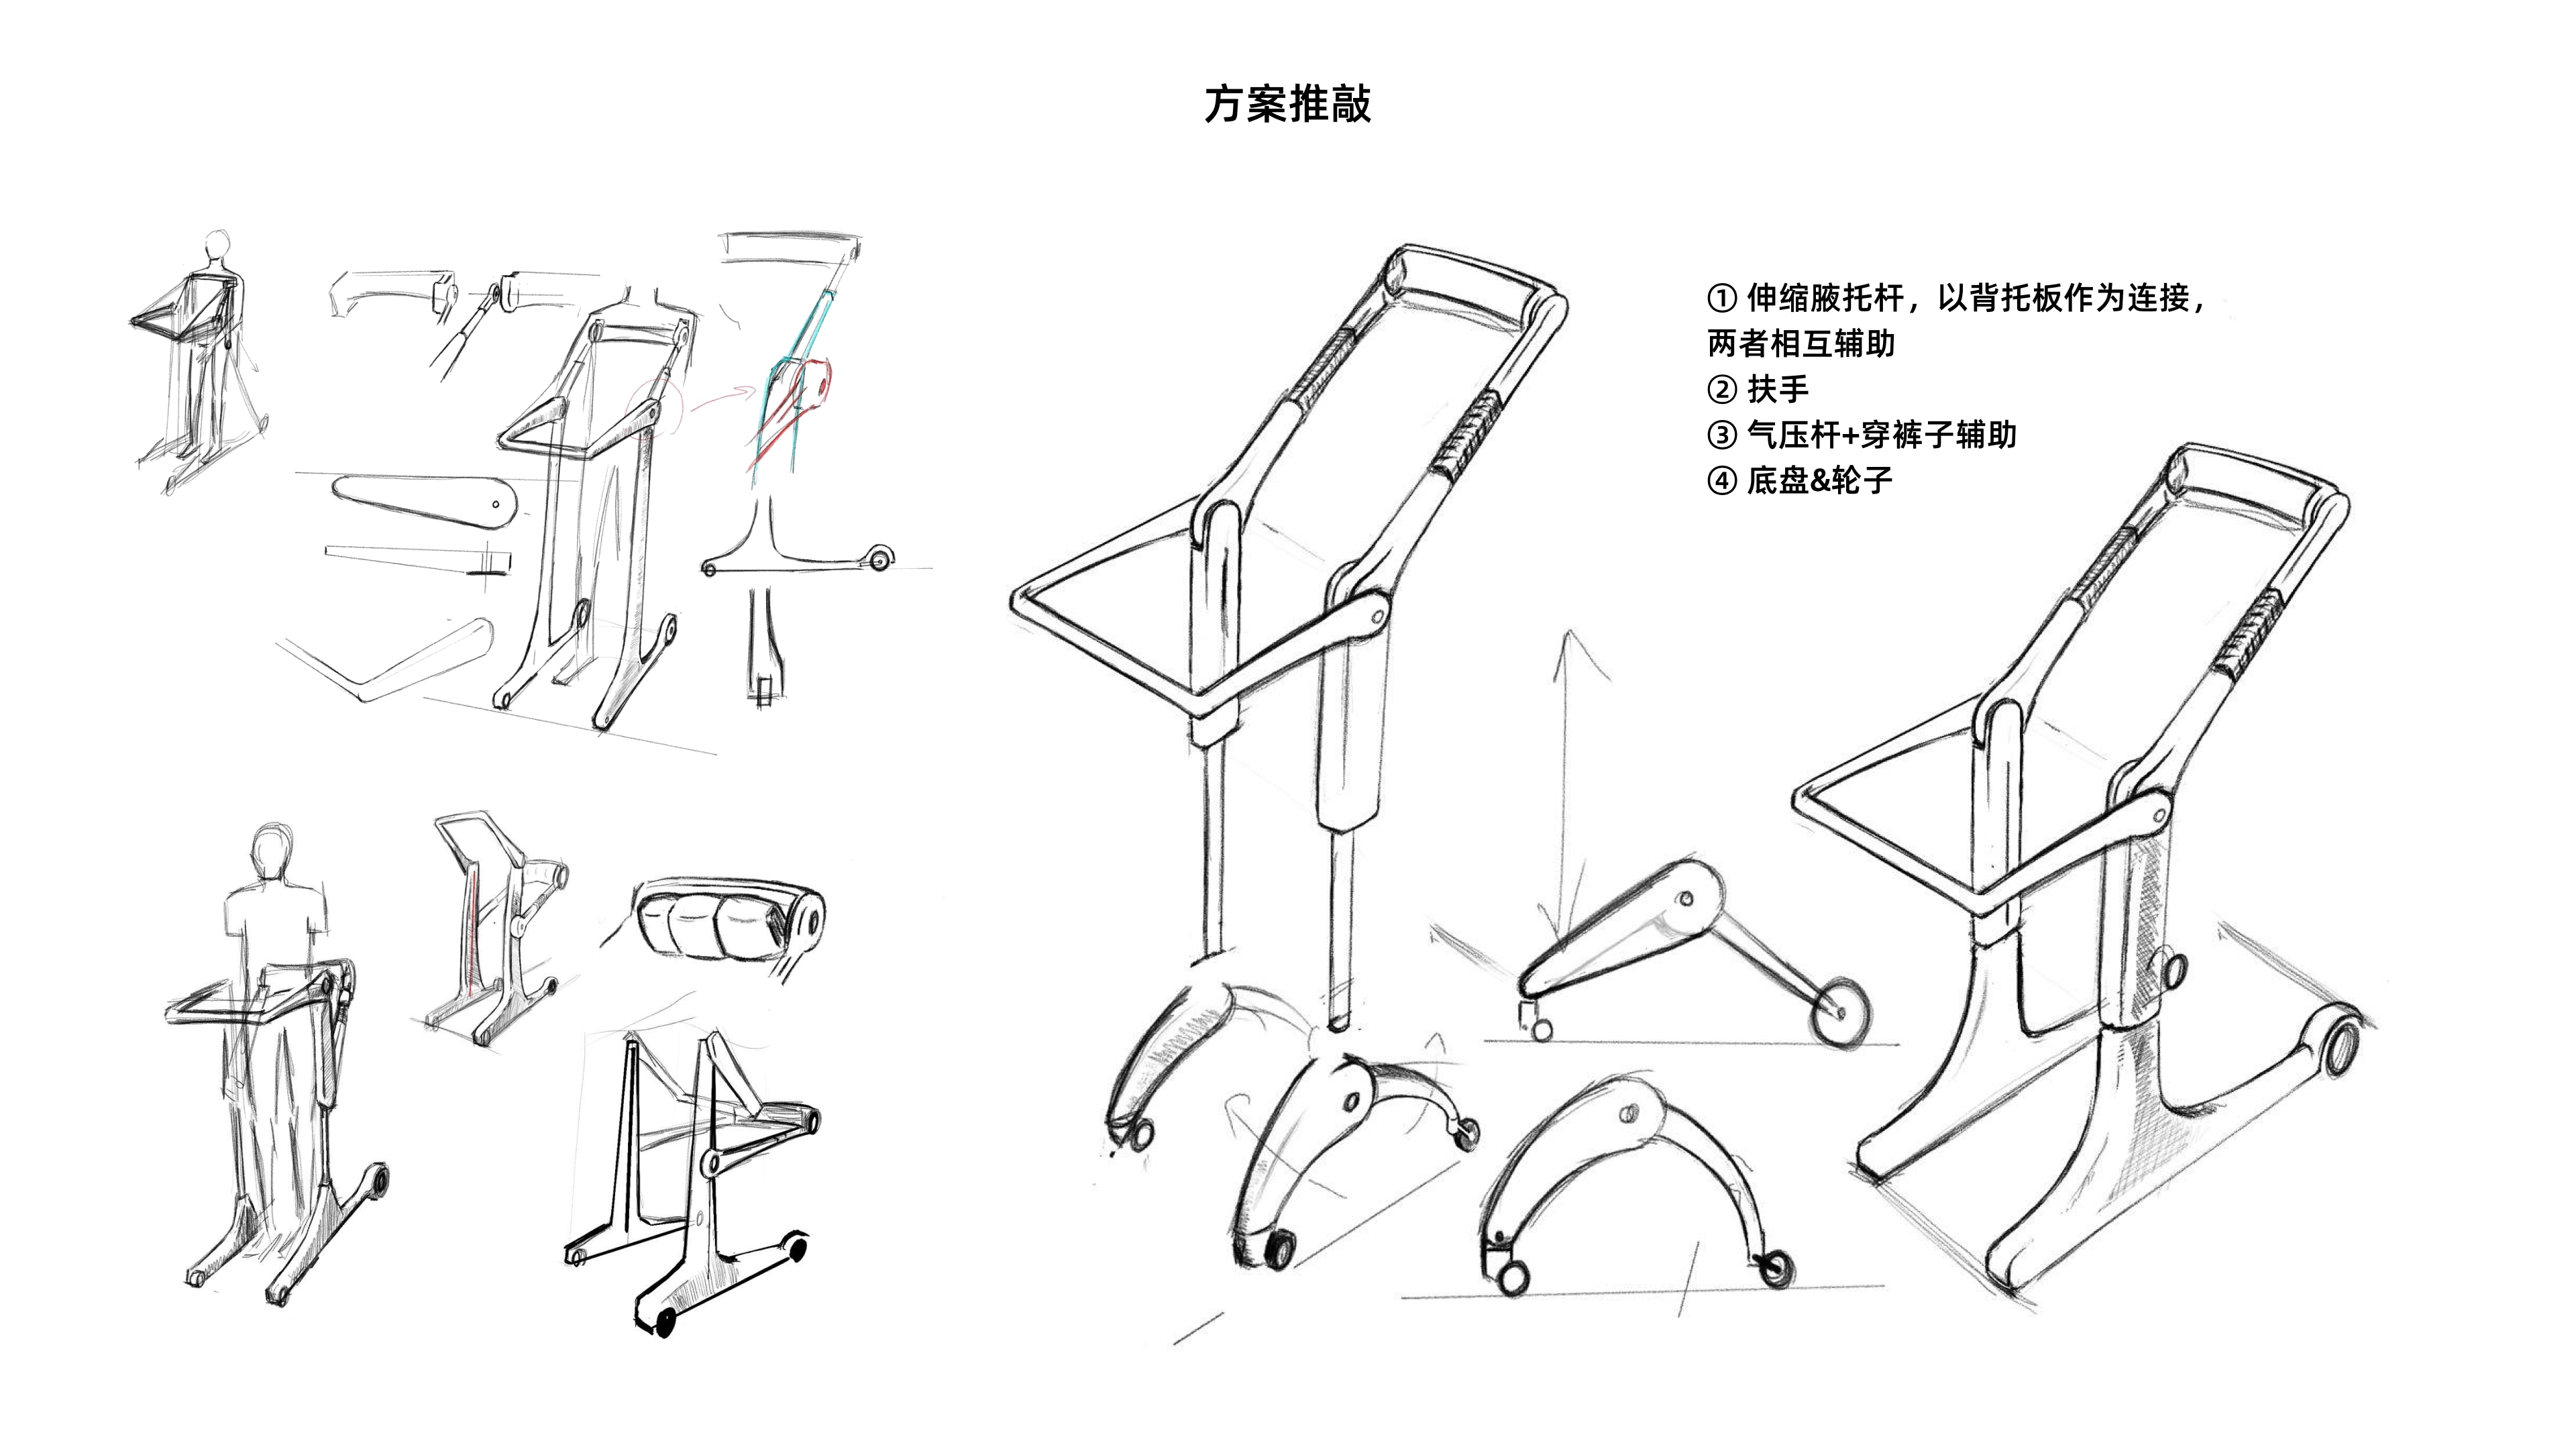 方案推敲
① 伸缩腋托杆，以背托板作为连接，
两者相互辅助
② 扶手
③ 气压杆+穿裤子辅助
④ 底盘&轮子